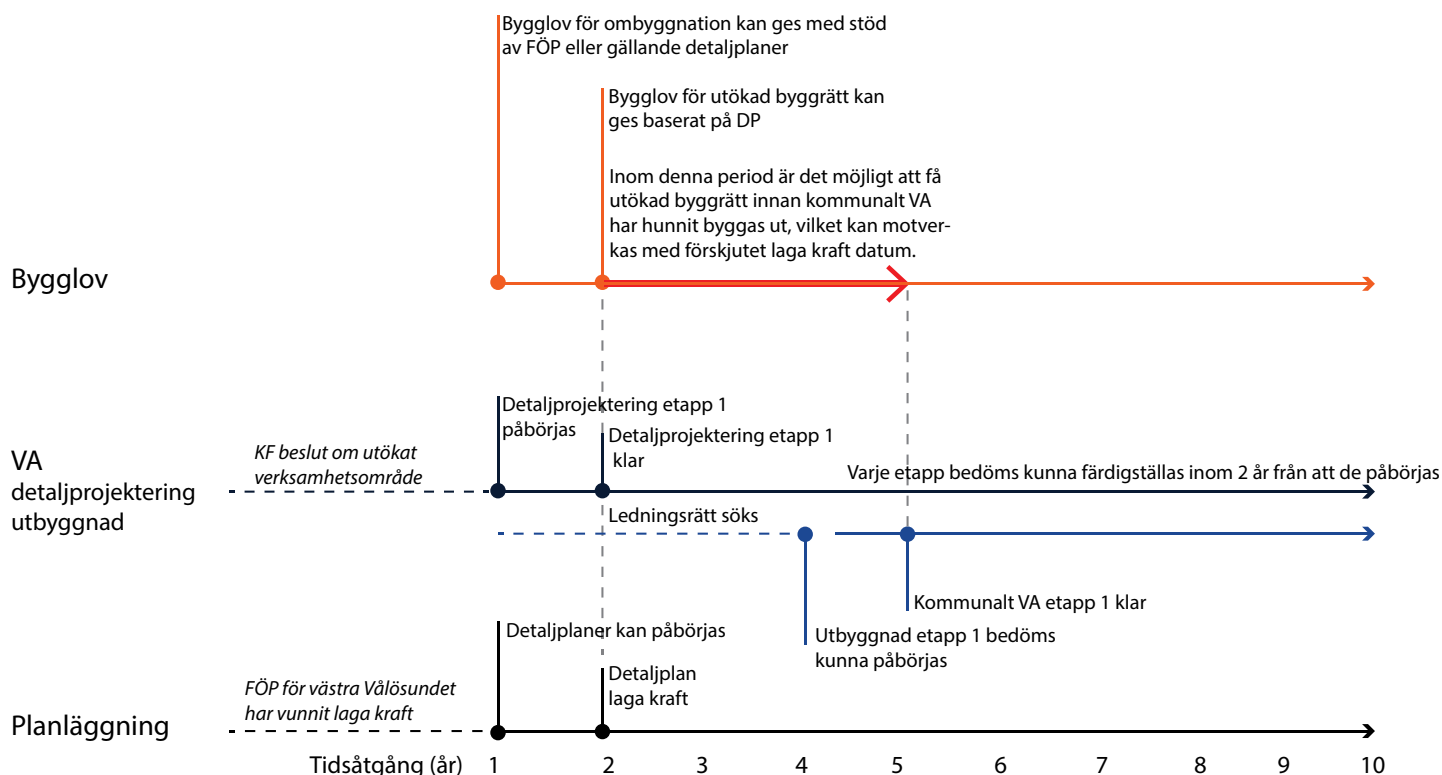 Bygglov för ombyggnation kan ges med stöd
av FÖP eller gällande detaljplaner
Bygglov för utökad byggrätt kan
ges baserat på DP
Inom denna period är det möjligt att få
utökad byggrätt innan kommunalt VA
har hunnit byggas ut, vilket kan motver-
kas med förskjutet laga kraft datum.
Bygglov
Detaljprojektering etapp 1
påbörjas
Detaljprojektering etapp 1
klar
KF beslut om utökat
verksamhetsområde
VA
detaljprojektering
utbyggnad
Varje etapp bedöms kunna färdigställas inom 2 år från att de påbörjas
Ledningsrätt söks
Kommunalt VA etapp 1 klar
Utbyggnad etapp 1 bedöms
kunna påbörjas
Detaljplaner kan påbörjas
Detaljplan
laga kraft
FÖP för västra Vålösundet
har vunnit laga kraft
Planläggning
Tidsåtgång (år) 1 2 3 4 5 6 7 8 9 10